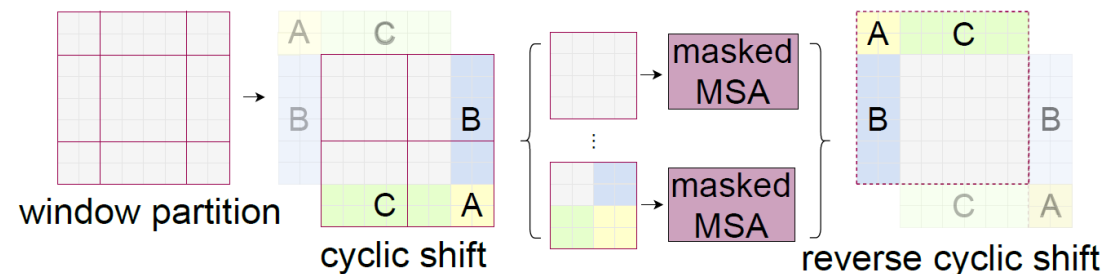 A C
B
B
C A
window partition
cyclic shift
masked
MSA
masked
MSA
A C
B
B
C A
reverse cyclic shift